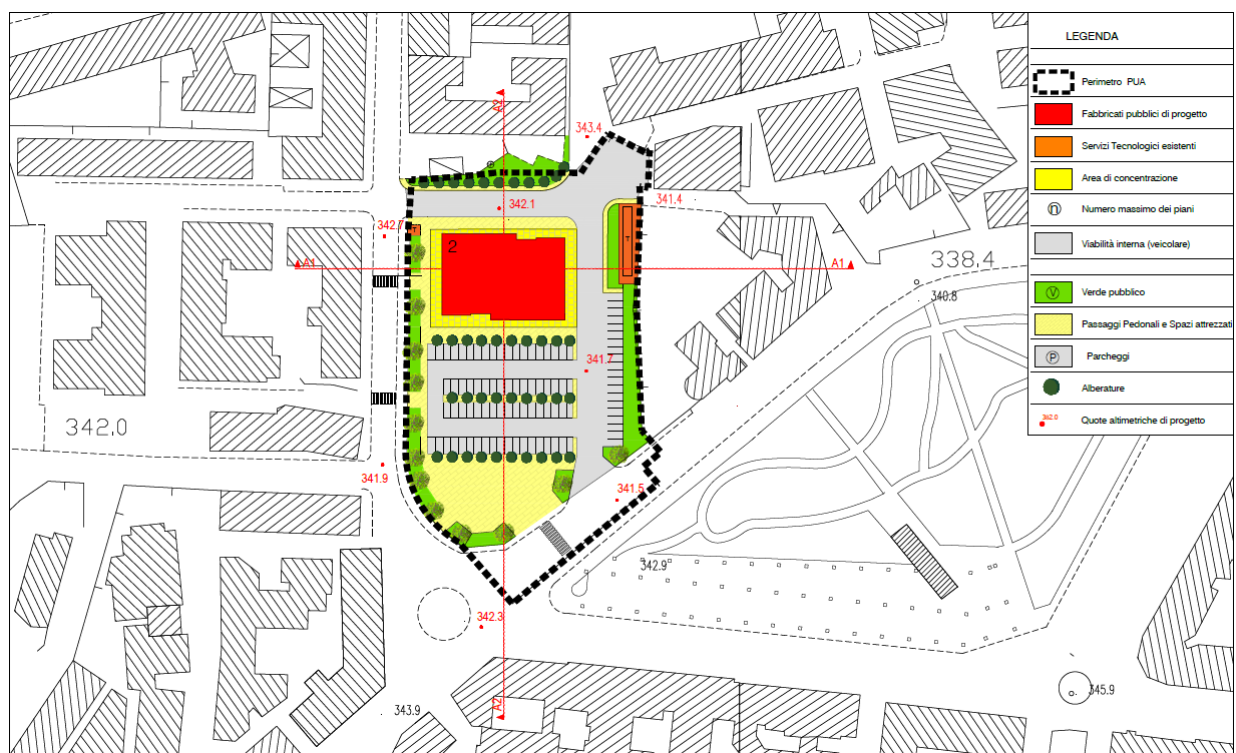 LEGENDA
Perimetro PUA
Fabbricati pubblici di progetto
Servizi Tecnologici esistenti
Area di concentrazione
n
Numero massimo dei piani
Viabilità interna (veicolare)
V
Verde pubblico
Passaggi Pedonali e Spazi attrezzati
P
Parcheggi
Alberature
362.0
Quote altimetriche di progetto
A2
343.4
342.1
341.4
342.7
T
T
2
A1
A1
338.4
340.8
341.7
342.0
341.9
341.5
342.9
342.3
A2
343.9
345.9